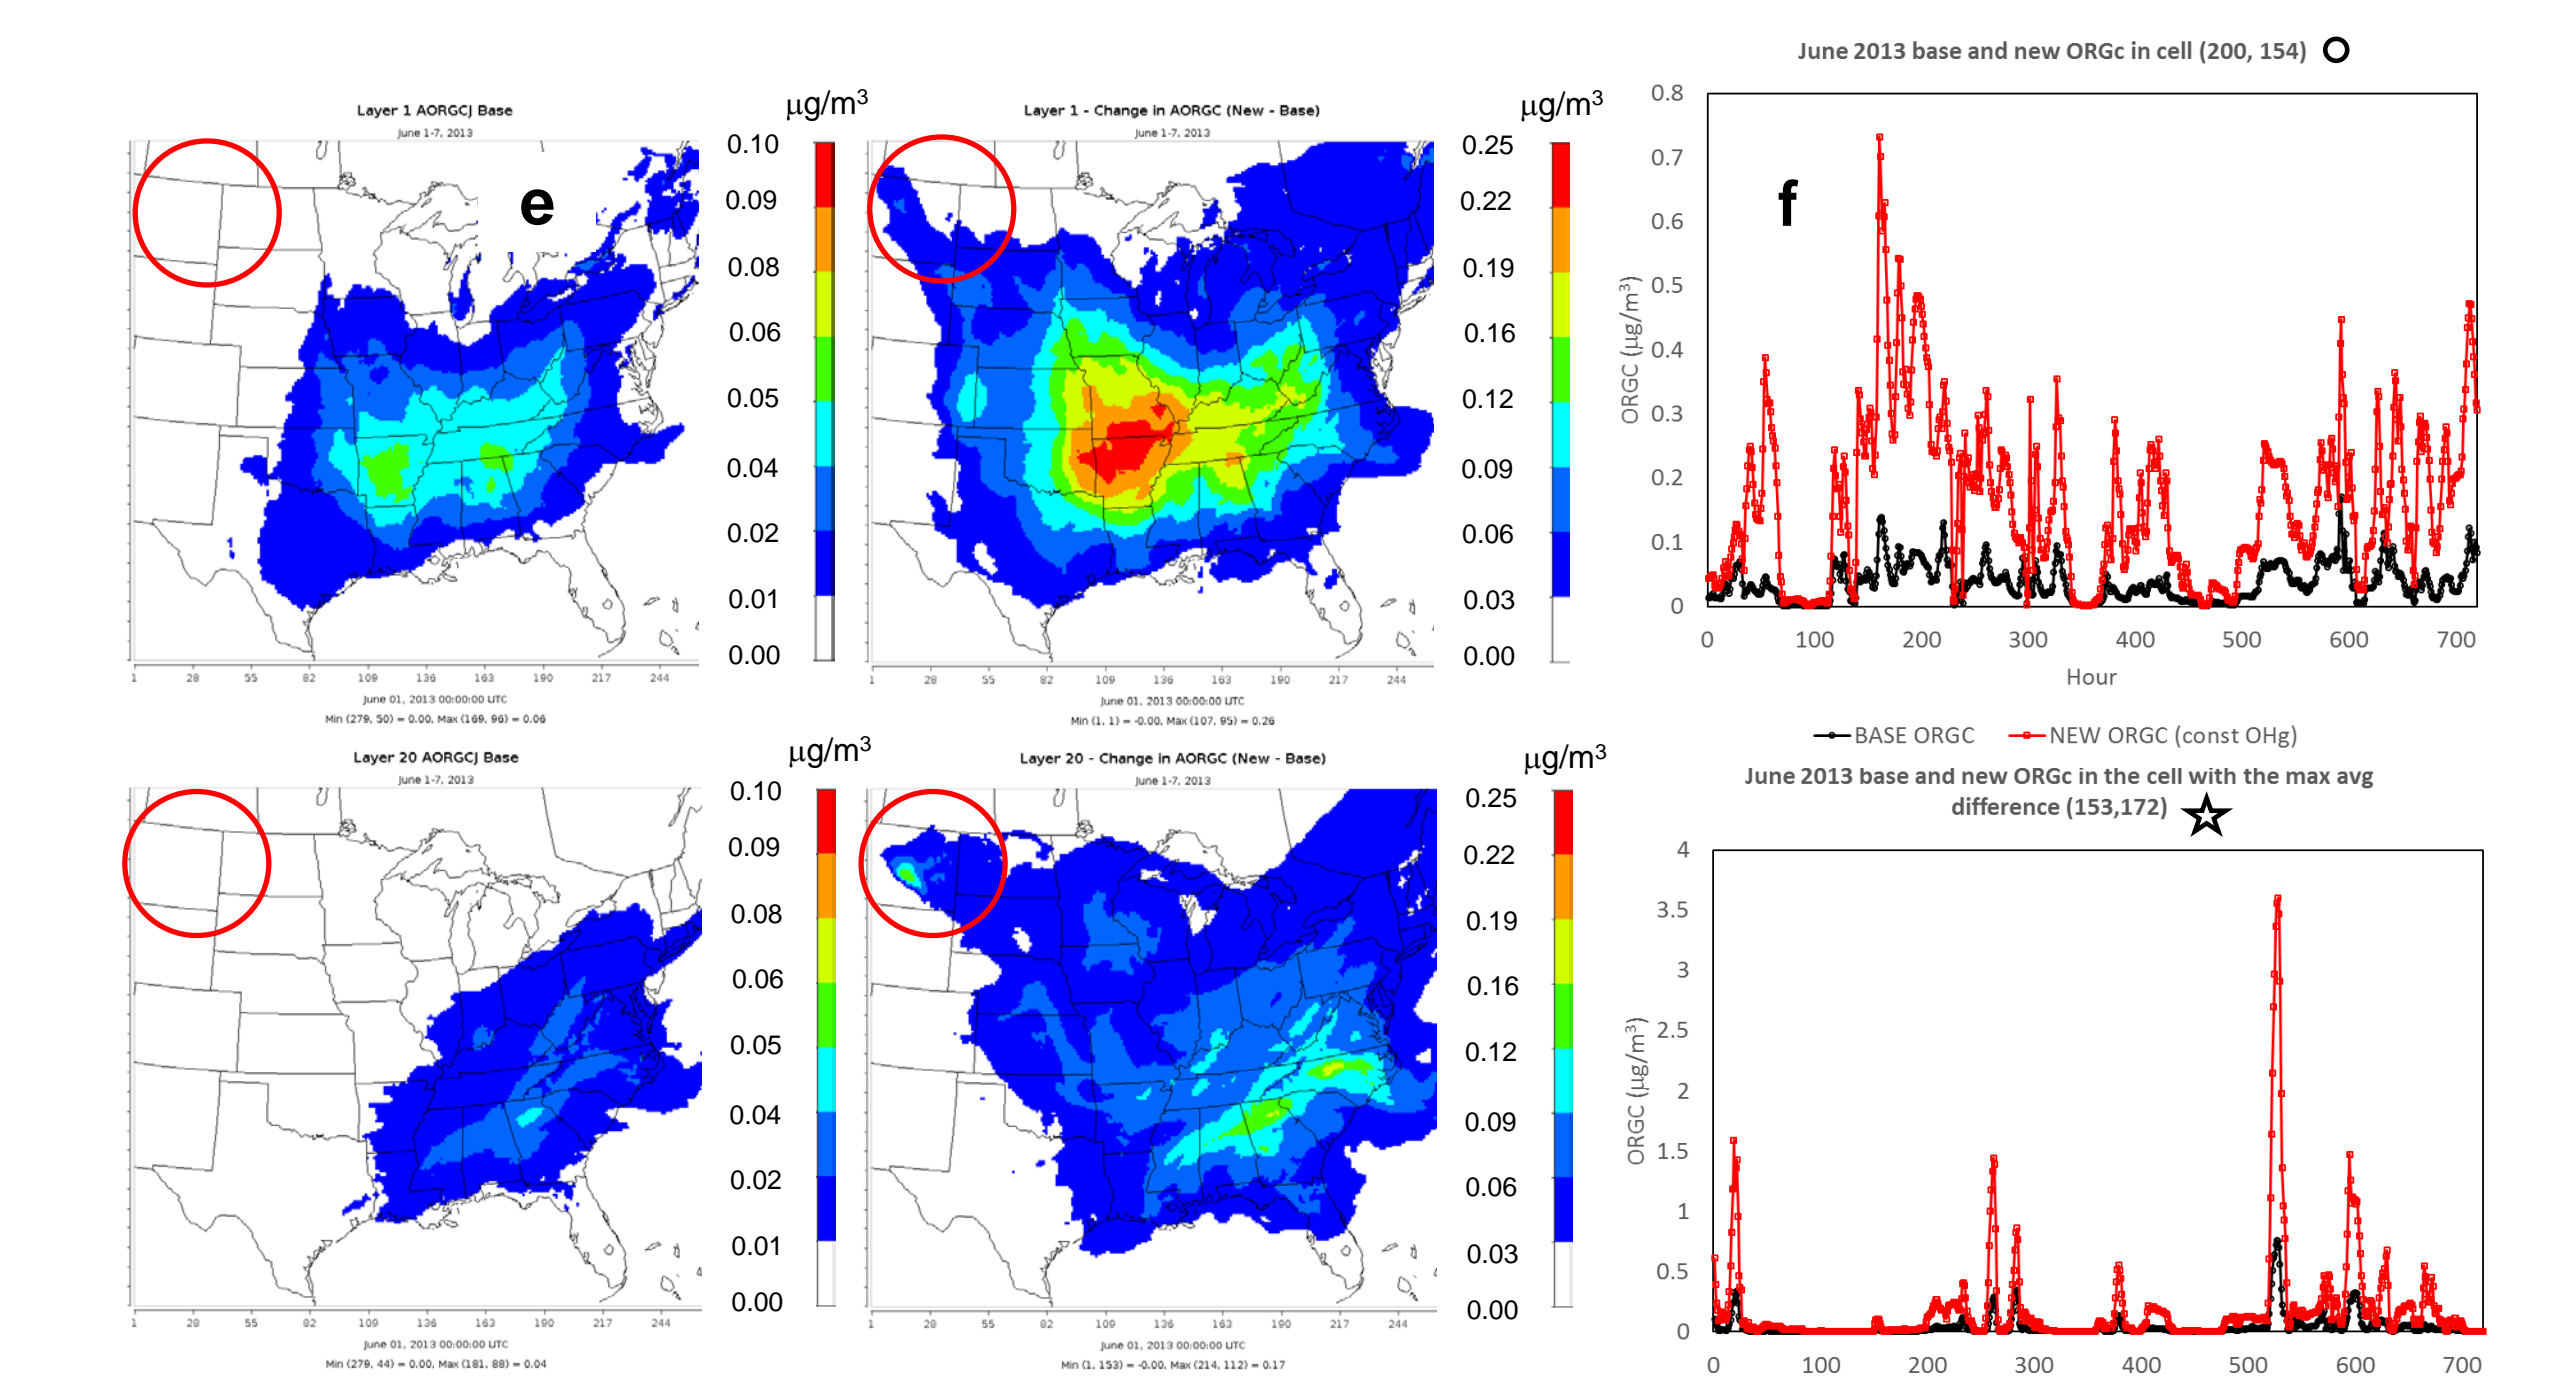 Layer 1 AORGCJ Base
June 1-7, 2013
e
µg/m3
0.10
0.09
0.08
0.06
0.05
0.04
0.02
0.01
0.00
1 28 55 82 109 136 163 190 217 244
June 01, 2013 00:00:00 UTC
Min (279, 50) = 0.00, Max (169, 96) = 0.06
Layer 1 - Change in AORGC (New - Base)
June 1-7, 2013
µg/m3
0.25
0.22
0.19
0.16
0.12
0.09
0.06
0.03
0.00
1 28 55 82 109 136 163 190 217 244
June 01, 2013 00:00:00 UTC
Min (1, 1) = -0.00, Max (107, 95) = 0.26
June 2013 base and new ORGc in cell (200, 154)
f
ORGC (µg/m3)
0.8
0.7
0.6
0.5
0.4
0.3
0.2
0.1
0
0 100 200 300 400 500 600 700
Hour
BASE ORGC NEW ORGC (const OHg)
Layer 20 AORGCJ Base
June 1-7, 2013
µg/m3
0.10
0.09
0.08
0.06
0.05
0.04
0.02
0.01
0.00
1 28 55 82 109 136 163 190 217 244
June 01, 2013 00:00:00 UTC
Min (279, 44) = 0.00, Max (181, 88) = 0.04
Layer 20 - Change in AORGC (New - Base)
June 1-7, 2013
µg/m3
0.25
0.22
0.19
0.16
0.12
0.09
0.06
0.03
0.00
1 28 55 82 109 136 163 190 217 244
June 01, 2013 00:00:00 UTC
Min (1, 153) = -0.00, Max (214, 112) = 0.17
June 2013 base and new ORGc in the cell with the max avg
difference (153,172)
ORGC (µg/m3)
4
3.5
3
2.5
2
1.5
1
0.5
0
0 100 200 300 400 500 600 700